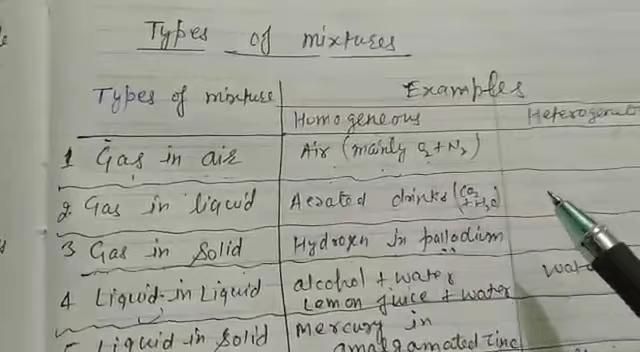 Types of mixtures
Types of mixture Examples
Homogeneous Heterogeneou
1 Gas in air Air (mainly O2+N2)
2 Gas in liquid Aerated drinks (CO2
+H2O)
3 Gas in Solid Hydrogen in palladium
4 Liquid in Liquid alcohol + water
Lemon juice + water
Liquid in Solid Mercury in
amalgamated zinc